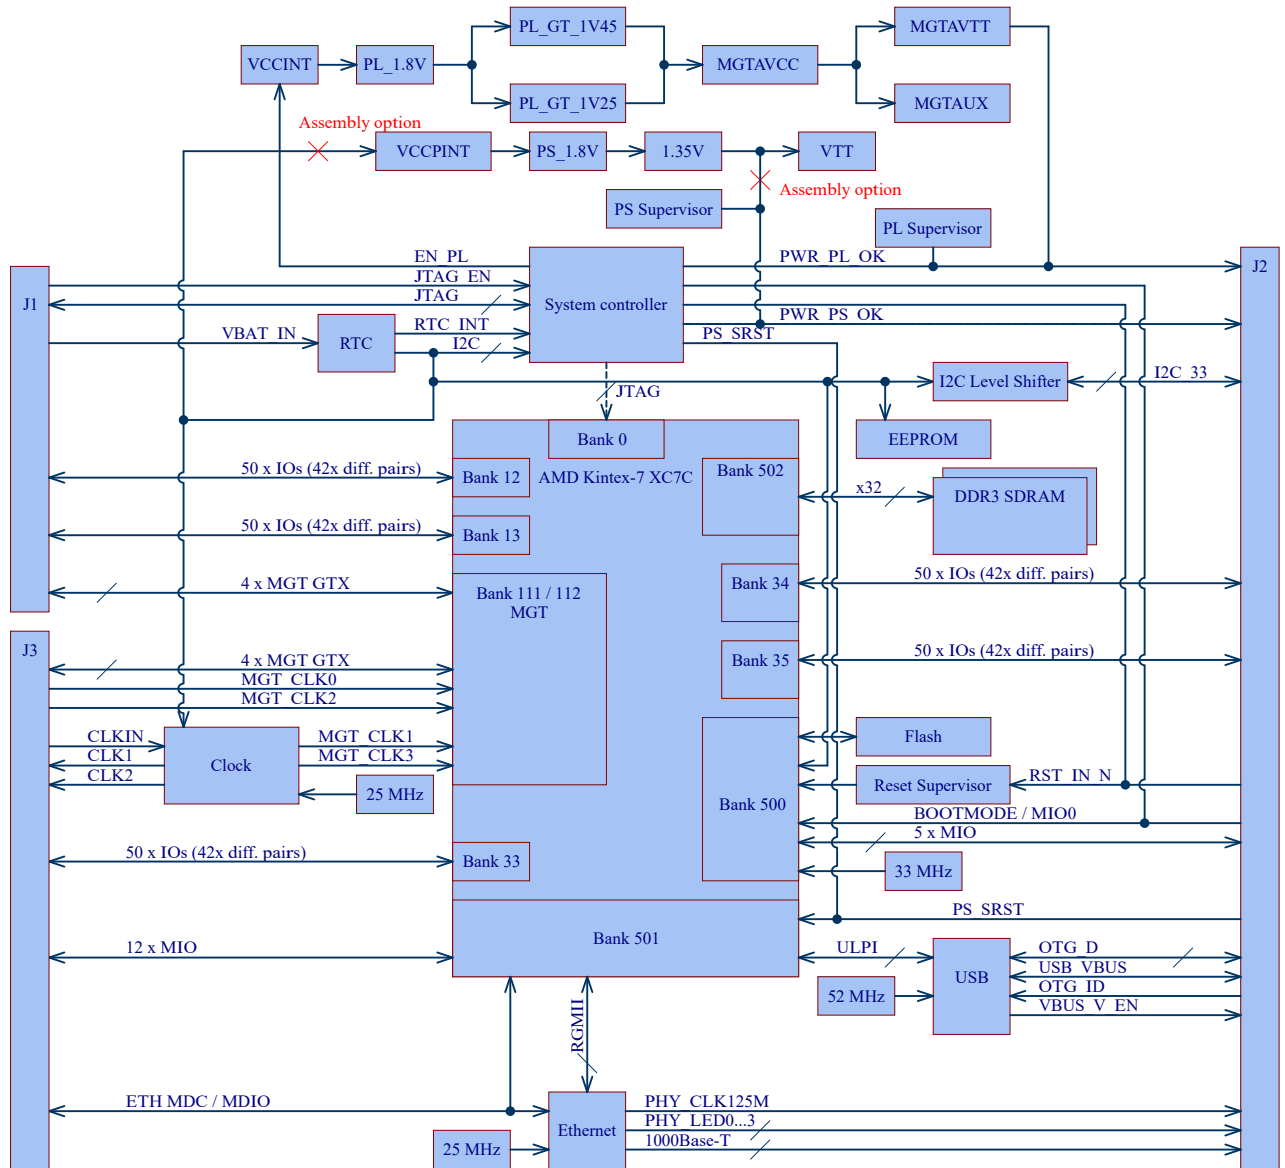 PL_GT_1V45
MGTAVTT
VCCINT
PL_1.8V
MGTAVCC
PL_GT_1V25
MGTAUX
Assembly option
VCCPINT
PS_1.8V
1.35V
VTT
Assembly option
PS Supervisor
PL Supervisor
EN_PL
PWR_PL_OK
J2
JTAG_EN
J1
JTAG
System controller
PWR_PS_OK
VBAT_IN
RTC_INT
PS_SRST
RTC
I2C
I2C Level Shifter
I2C_33
JTAG
Bank 0
EEPROM
50 x IOs (42x diff. pairs)
Bank 12
AMD Kintex-7 XC7C
Bank 502
x32
DDR3 SDRAM
50 x IOs (42x diff. pairs)
Bank 13
4 x MGT GTX
Bank 111 / 112
MGT
Bank 34
50 x IOs (42x diff. pairs)
J3
4 x MGT GTX
Bank 35
50 x IOs (42x diff. pairs)
MGT_CLK0
MGT_CLK2
CLKIN
MGT_CLK1
Flash
CLK1
Clock
MGT_CLK3
CLK2
25 MHz
Reset Supervisor
RST_IN_N
Bank 500
BOOTMODE / MIO0
5 x MIO
50 x IOs (42x diff. pairs)
Bank 33
33 MHz
PS_SRST
Bank 501
12 x MIO
ULPI
USB
OTG_D
USB_VBUS
52 MHz
OTG_ID
VBUS_V_EN
RGMII
ETH MDC / MDIO
PHY_CLK125M
Ethernet
PHY_LED0...3
25 MHz
1000Base-T